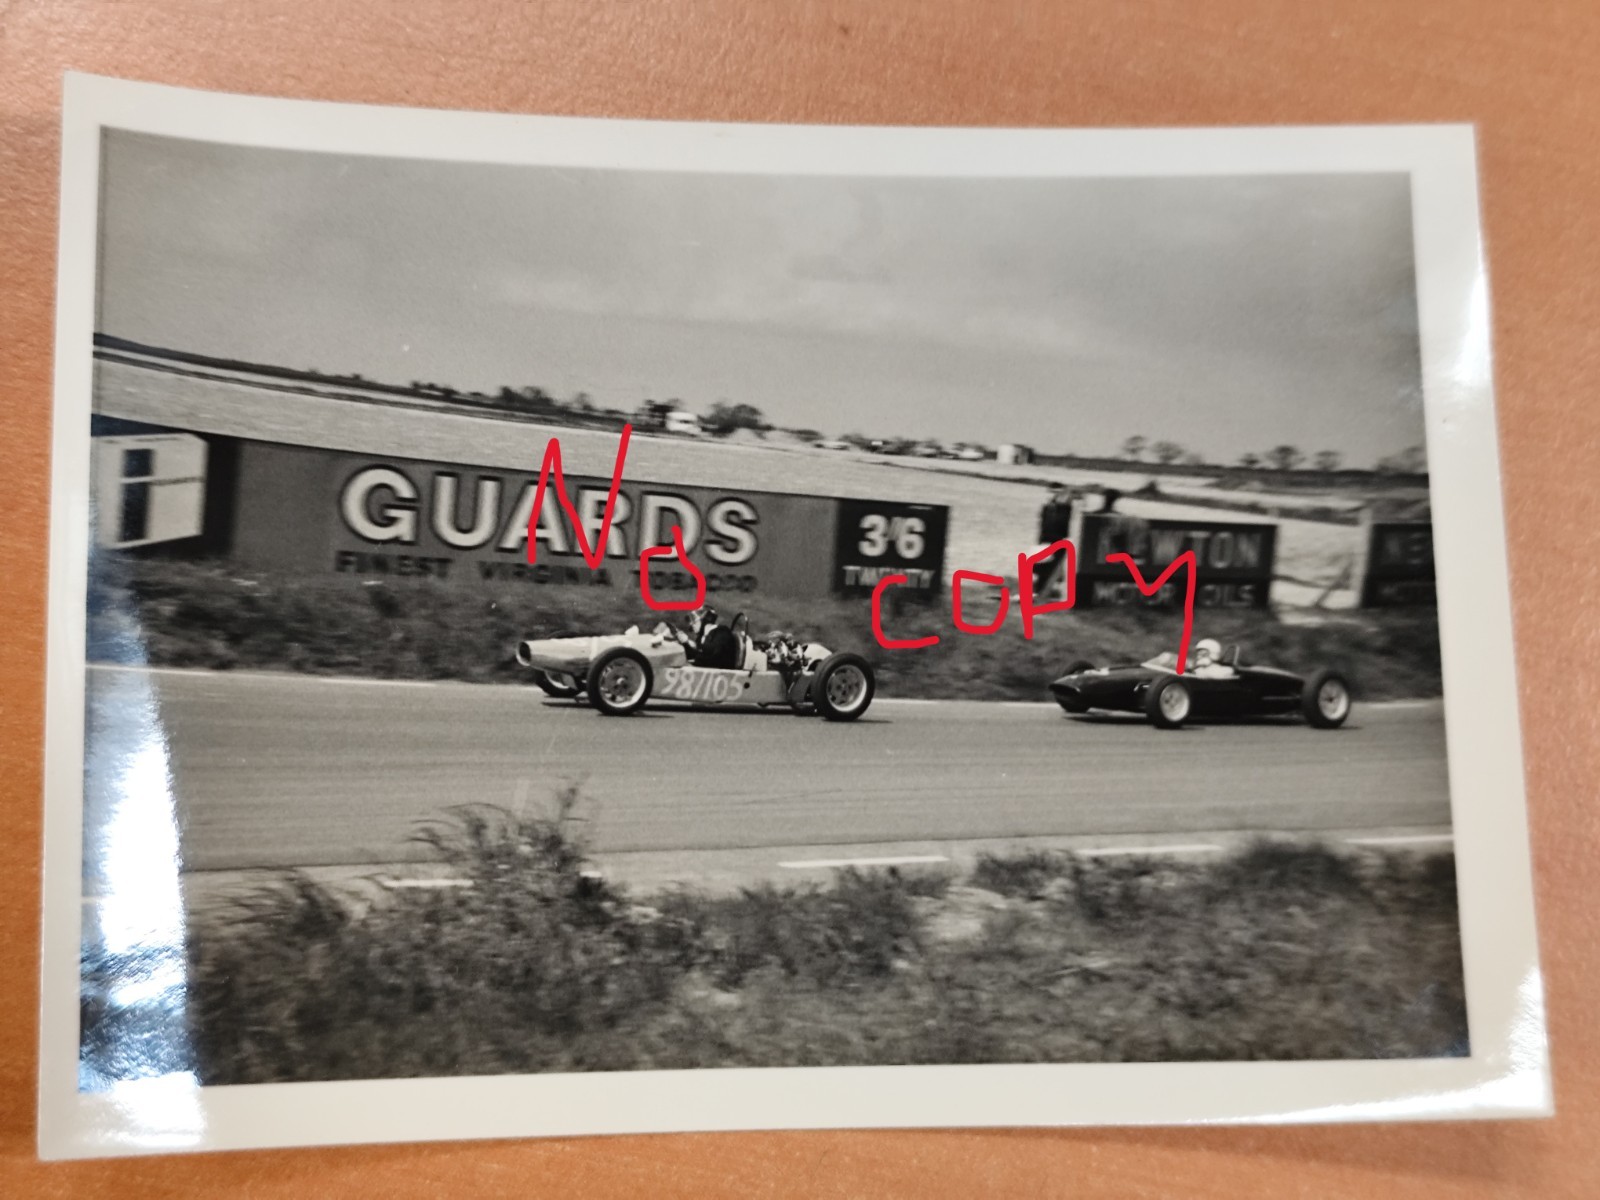 GUARDS
FINEST VIRGINIA TOBACCO
3/6
TWENTY
NEWTON
MOTOR OILS
98/105
No copy